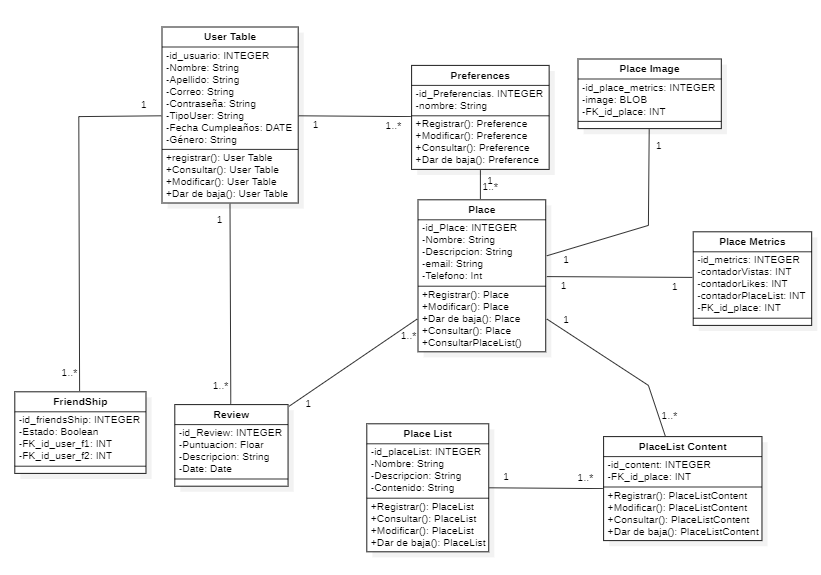 User Table
-id_usuario: INTEGER
-Nombre: String
-Apellido: String
-Correo: String
-Contraseña: String
-TipoUser: String
-Fecha Cumpleaños: DATE
-Género: String
+registrar(): User Table
+Consultar(): User Table
+Modificar(): User Table
+Dar de baja(): User Table
1
1
1
1..*
Preferences
-id_Preferencias. INTEGER
-nombre: String
+Registrar(): Preference
+Modificar(): Preference
+Consultar(): Preference
+Dar de baja(): Preference
1
1..*
Place Image
-id_place_metrics: INTEGER
-image: BLOB
-FK_id_place: INT
1
Place
-id_Place: INTEGER
-Nombre: String
-Descripcion: String
-email: String
-Telefono: Int
+Registrar(): Place
+Modificar(): Place
+Dar de baja(): Place
+Consultar(): Place
+ConsultarPlaceList()
1
1
1
1
1..*
Place Metrics
-id_metrics: INTEGER
-contadorVistas: INT
-contadorLikes: INT
-contadorPlaceList: INT
-FK_id_place: INT
1..*
FriendShip
-id_friendsShip: INTEGER
-Estado: Boolean
-FK_id_user_f1: INT
-FK_id_user_f2: INT
1..*
1
Review
-id_Review: INTEGER
-Puntuacion: Floar
-Descripcion: String
-Date: Date
Place List
-id_placeList: INTEGER
-Nombre: String
-Descripcion: String
-Contenido: String
+Registrar(): PlaceList
+Consultar(): PlaceList
+Modificar(): PlaceList
+Dar de baja(): PlaceList
1
1..*
1..*
PlaceList Content
-id_content: INTEGER
-FK_id_place: INT
+Registrar(): PlaceListContent
+Modificar(): PlaceListContent
+Consultar(): PlaceListContent
+Dar de baja(): PlaceListContent